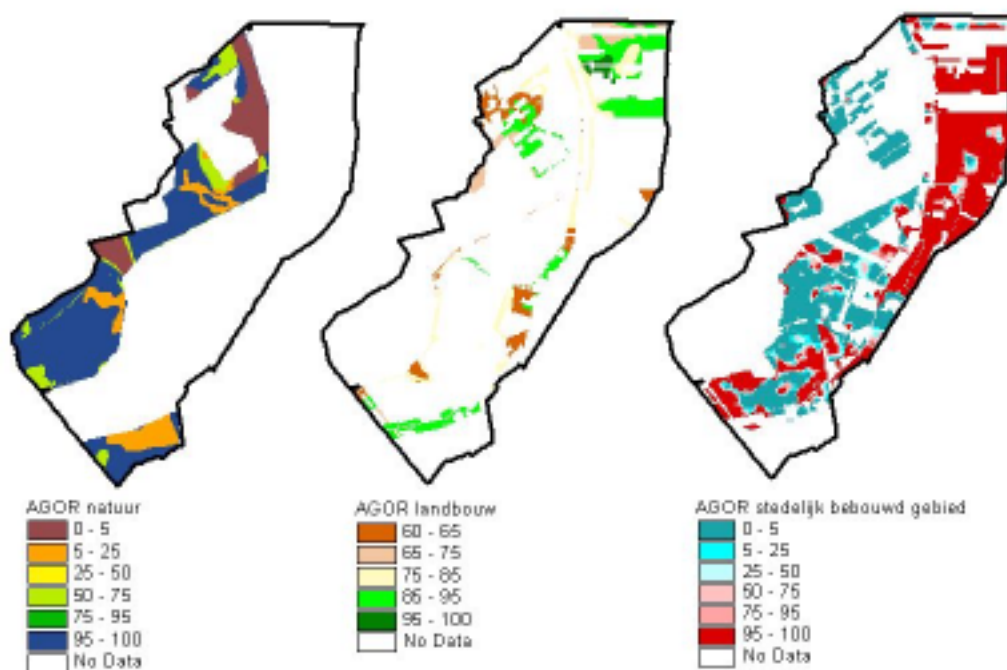 AGOR natuur
0 - 5
5 - 25
25 - 50
50 - 75
75 - 95
95 - 100
No Data
AGOR landbouw
60 - 65
65 - 75
75 - 85
85 - 95
95 - 100
No Data
AGOR stedelijk bebouwd gebied
0 - 5
5 - 25
25 - 50
50 - 75
75 - 95
95 - 100
No Data